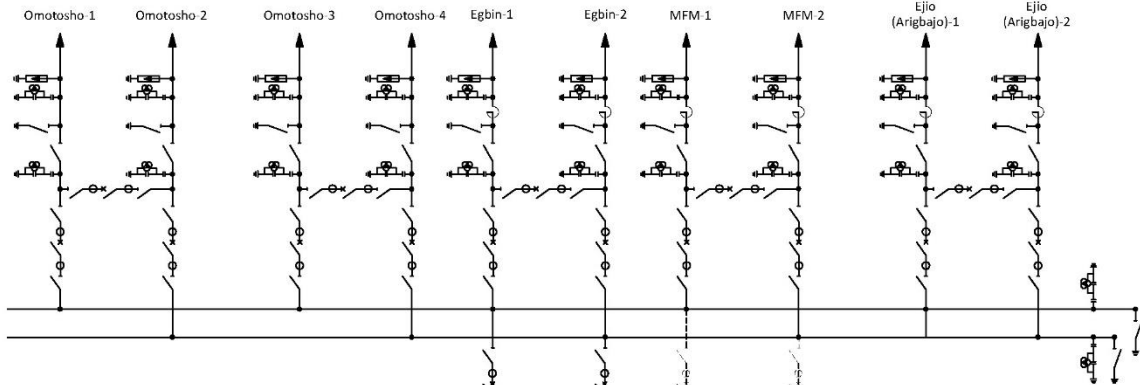 Omotosho-1
Omotosho-2
Omotosho-3
Omotosho-4
Egbin-1
Egbin-2
MFM-1
MFM-2
Ejio
(Arigbajo)-1
Ejio
(Arigbajo)-2